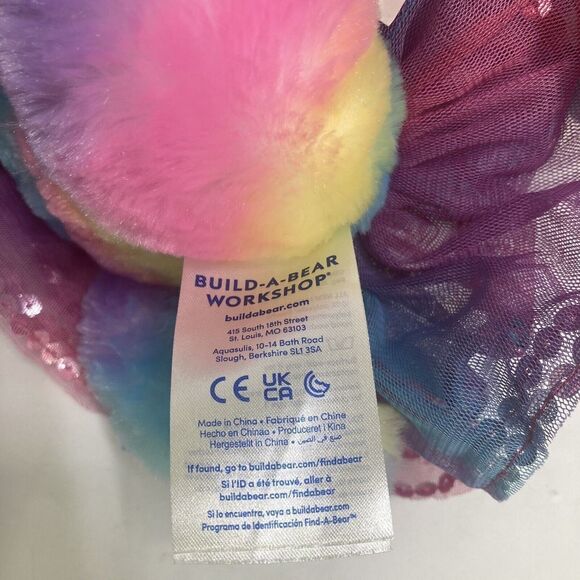 BUILD-A-BEAR
WORKSHOP®
buildabear.com
415 South 18th Street
St. Louis, MO 63103
Aquasulis, 10-14 Bath Road
Slough, Berkshire SL1 3SA
CE UK
CA
Made in China • Fabriqué en Chine
Hecho en Chinao • Produceret i Kina
Hergestellt in China • صنع في الصين
If found, go to buildabear.com/findabear
Si l'ID a été trouvé, aller à
buildabear.com/findabear
Si lo encuentra, vaya a buildabear.com
Programa de Identificación Find-A-Bear™